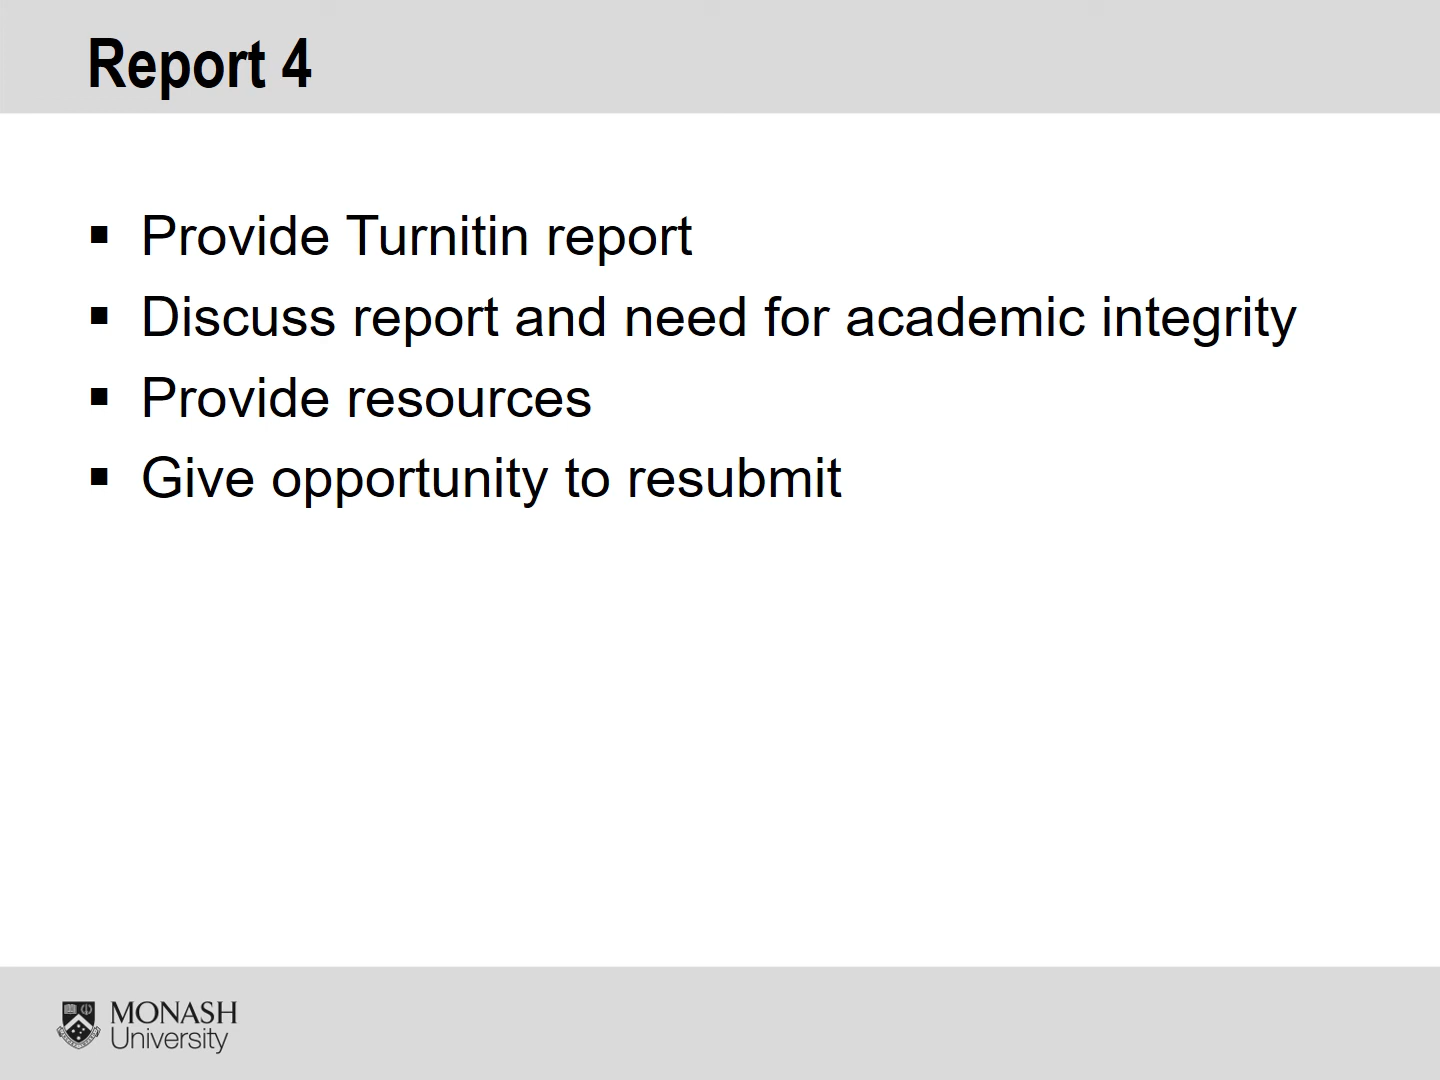 Report 4
▪ Provide Turnitin report
▪ Discuss report and need for academic integrity
▪ Provide resources
▪ Give opportunity to resubmit
MONASH
University